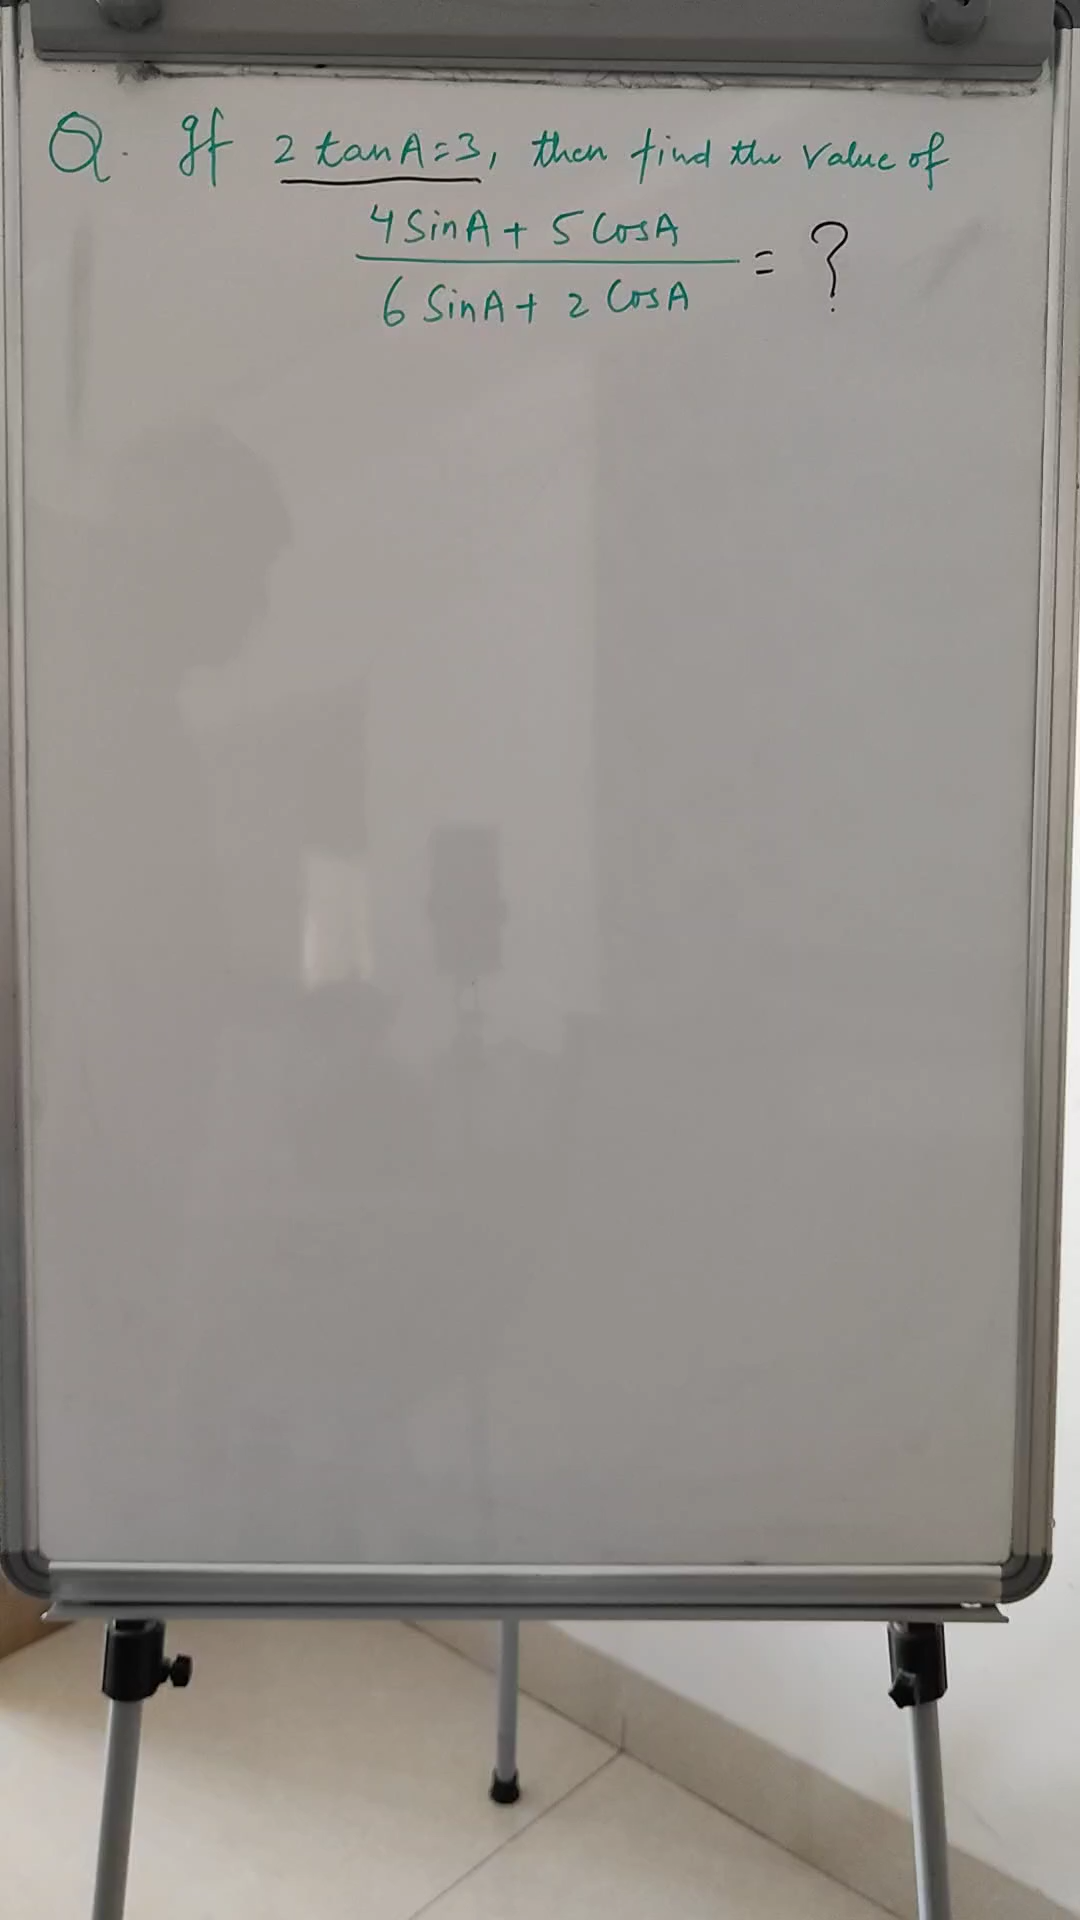 Q. If 2 tanA=3, then find the value of
4 SinA + 5 CosA
6 SinA + 2 CosA
= ?